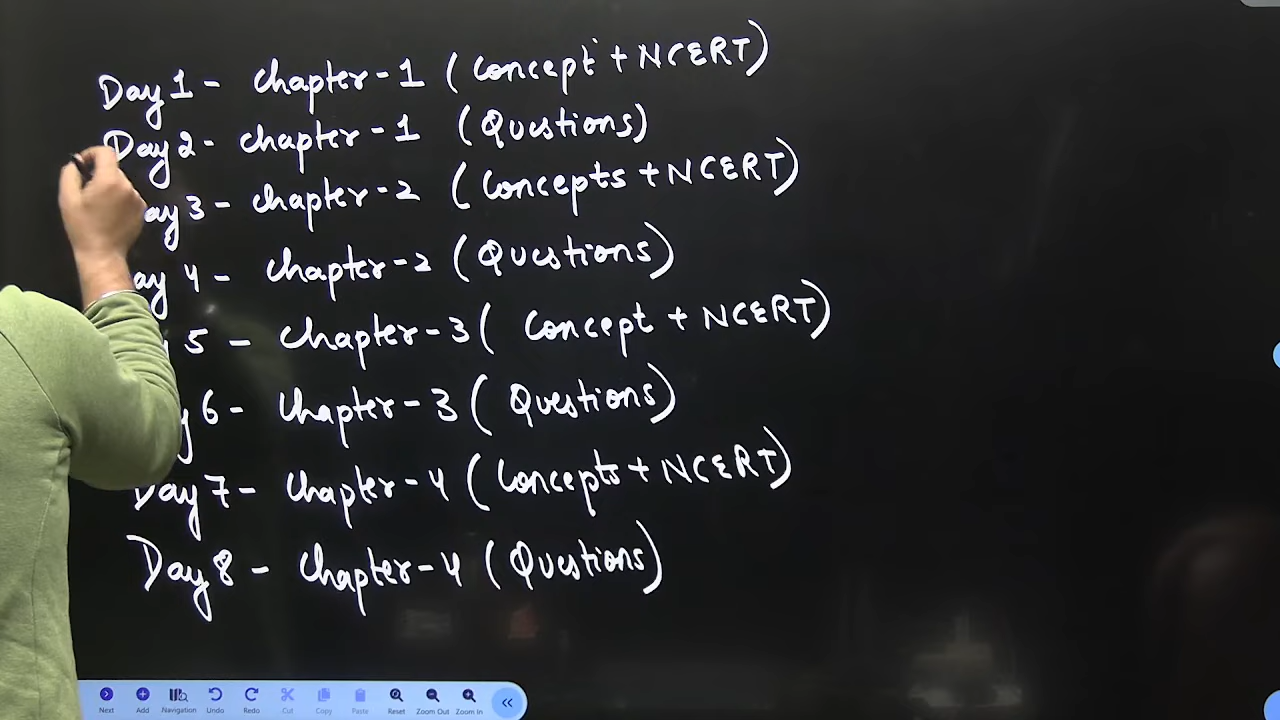 Day 1 - Chapter-1 (Concept + NCERT)
Day 2 - Chapter-1 (Questions)
Day 3 - Chapter-2 (Concepts + NCERT)
ay 4 - Chapter-2 (Questions)
y 5 - Chapter-3 ( Concept + NCERT)
y 6 - Chapter-3 ( Questions)
Day 7 - Chapter-4 (Concepts + NCERT)
Day 8 - Chapter-4 (Questions)
Next Add Navigation Undo Redo Cut Copy Paste Reset Zoom Out Zoom In